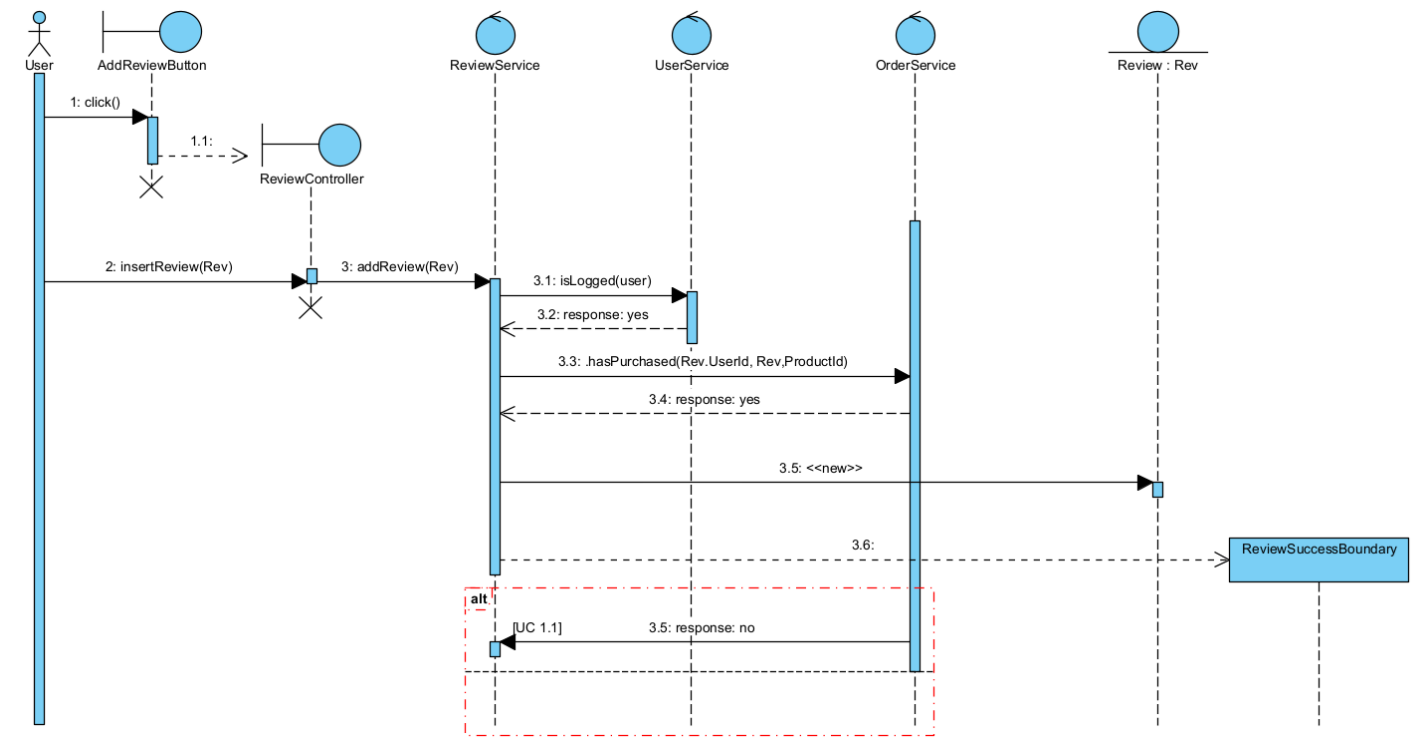 User
AddReviewButton
ReviewService
UserService
OrderService
Review : Rev
1: click()
1.1:
ReviewController
2: insertReview(Rev)
3: addReview(Rev)
3.1: isLogged(user)
3.2: response: yes
3.3: .hasPurchased(Rev.UserId, Rev,ProductId)
3.4: response: yes
3.5: <<new>>
3.6:
ReviewSuccessBoundary
alt
[UC 1.1]
3.5: response: no